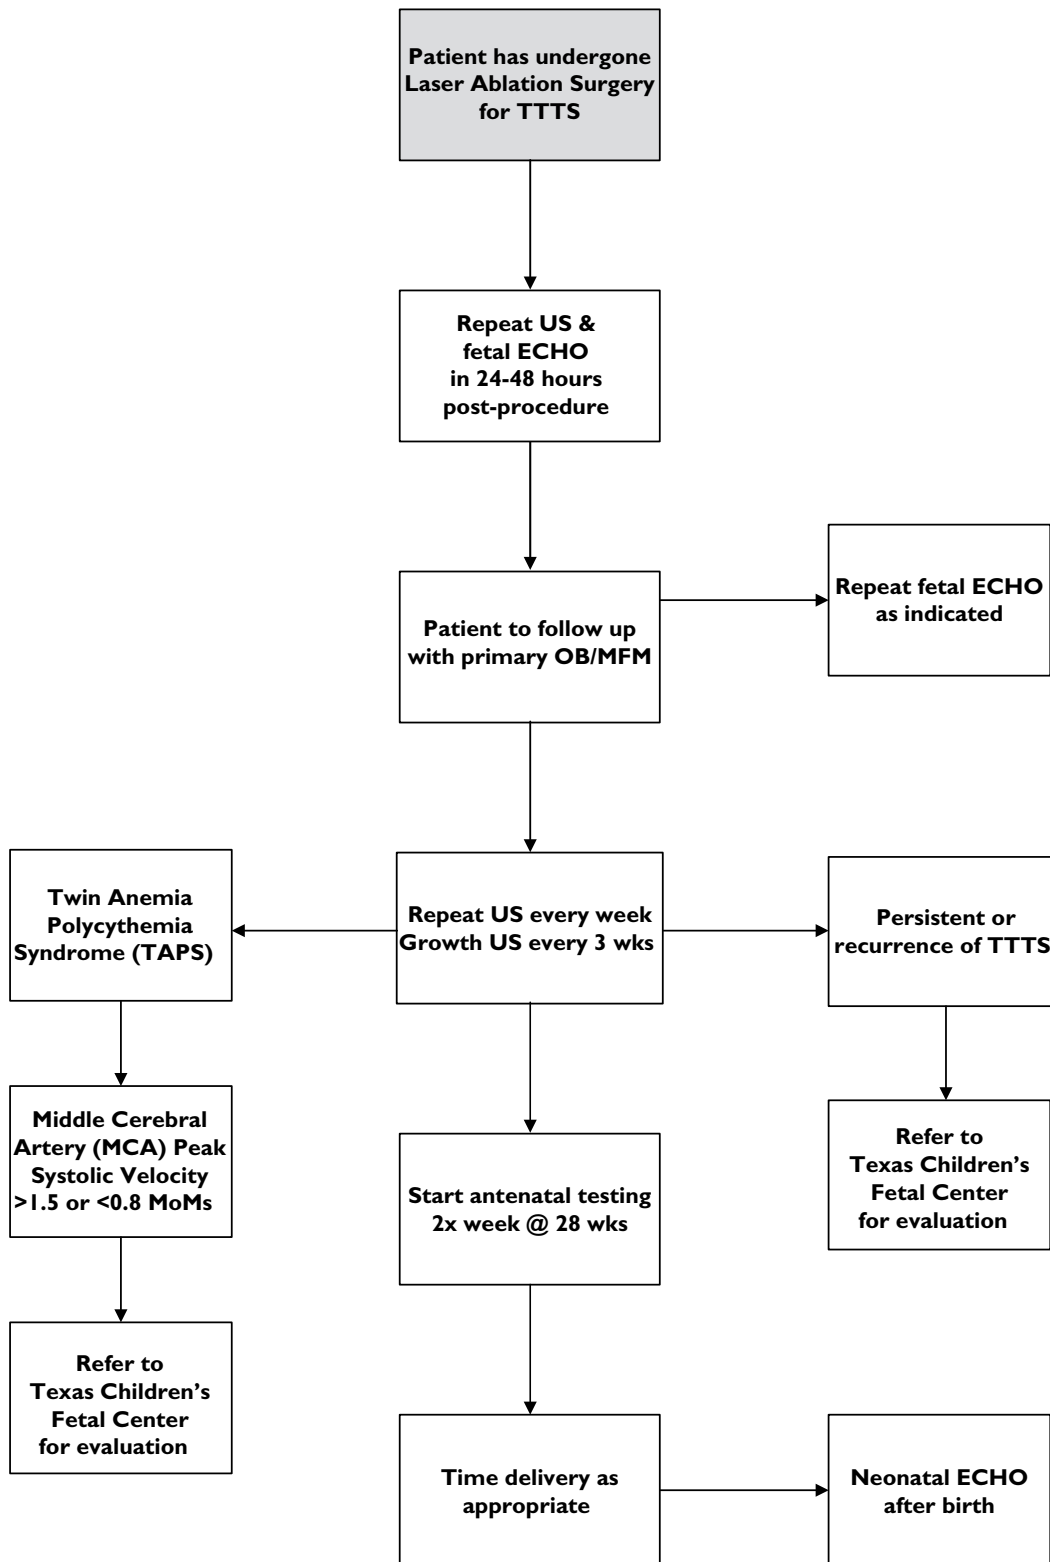 Patient has undergone
Laser Ablation Surgery
for TTTS
Repeat US &
fetal ECHO
in 24-48 hours
post-procedure
Patient to follow up
with primary OB/MFM
Repeat fetal ECHO
as indicated
Twin Anemia
Polycythemia
Syndrome (TAPS)
Repeat US every week
Growth US every 3 wks
Persistent or
recurrence of TTTS
Middle Cerebral
Artery (MCA) Peak
Systolic Velocity
>1.5 or <0.8 MoMs
Start antenatal testing
2x week @ 28 wks
Refer to
Texas Children’s
Fetal Center
for evaluation
Refer to
Texas Children’s
Fetal Center
for evaluation
Time delivery as
appropriate
Neonatal ECHO
after birth